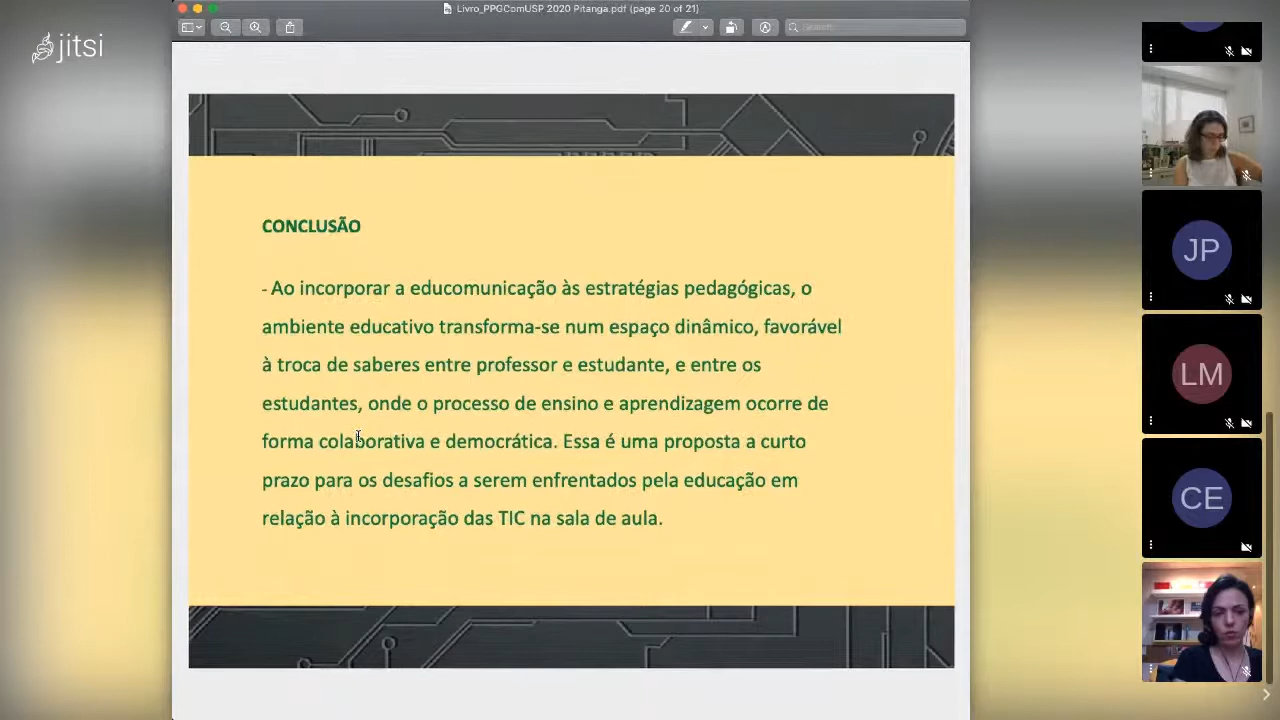 Livro_PPGComUSP 2020 Pitanga.pdf (page 20 of 21)
jitsi
Search
CONCLUSÃO
- Ao incorporar a educomunicação às estratégias pedagógicas, o
ambiente educativo transforma-se num espaço dinâmico, favorável
à troca de saberes entre professor e estudante, e entre os
estudantes, onde o processo de ensino e aprendizagem ocorre de
forma colaborativa e democrática. Essa é uma proposta a curto
prazo para os desafios a serem enfrentados pela educação em
relação à incorporação das TIC na sala de aula.
JP
LM
CE